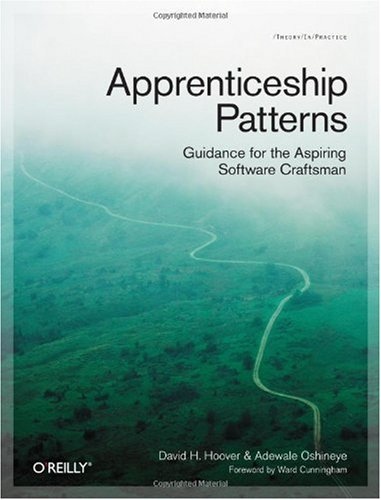 Copyrighted Material
/THEORY/IN/PRACTICE
Apprenticeship
Patterns
Guidance for the Aspiring
Software Craftsman
David H. Hoover & Adewale Oshineye
O'REILLY®
Foreword by Ward Cunningham
Copyrighted Material